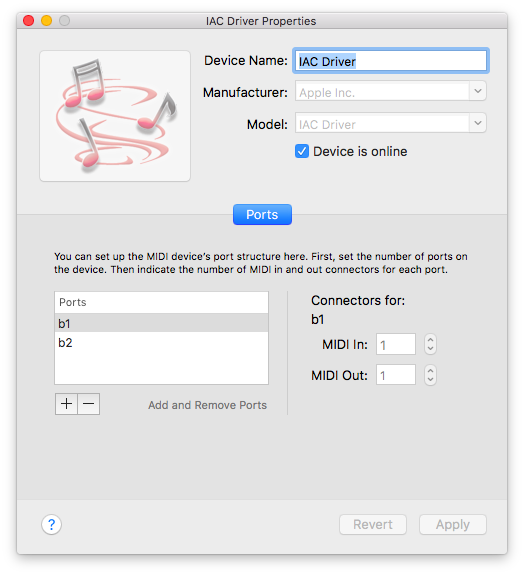 IAC Driver Properties
Device Name: IAC Driver
Manufacturer: Apple Inc.
Model: IAC Driver
Device is online
Ports
You can set up the MIDI device's port structure here. First, set the number of ports on
the device. Then indicate the number of MIDI in and out connectors for each port.
Ports
b1
b2
+ −
Add and Remove Ports
Connectors for:
b1
MIDI In: 1
MIDI Out: 1
?
Revert
Apply